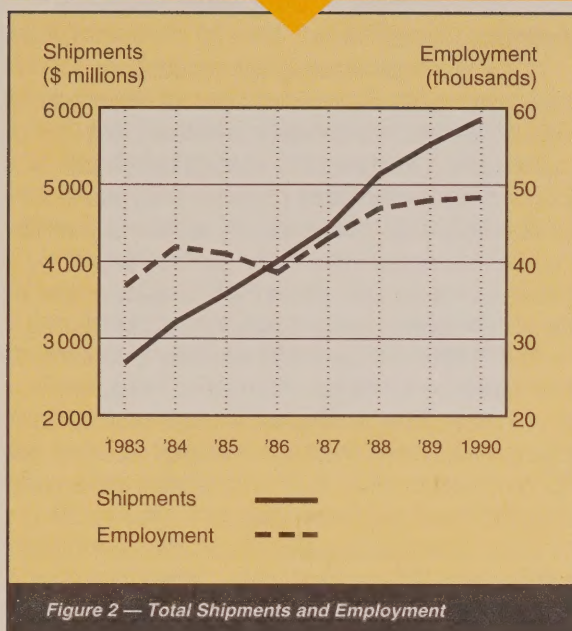 Shipments
($ millions)
Employment
(thousands)
6 000 60
5 000 50
4 000 40
3 000 30
2 000 20
1983 '84 '85 '86 '87 '88 '89 1990
Shipments
Employment
Figure 2 — Total Shipments and Employment